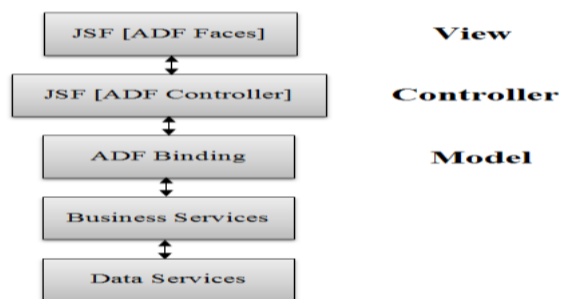 JSF [ADF Faces] View
JSF [ADF Controller] Controller
ADF Binding Model
Business Services
Data Services